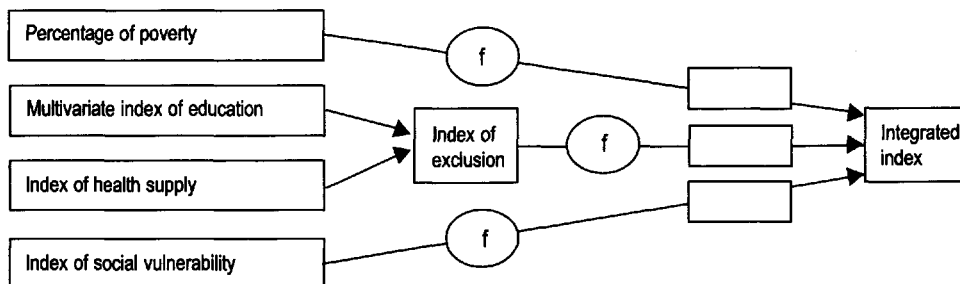 Percentage of poverty
f
Multivariate index of education
Index of
exclusion
f
Integrated
index
Index of health supply
f
Index of social vulnerability